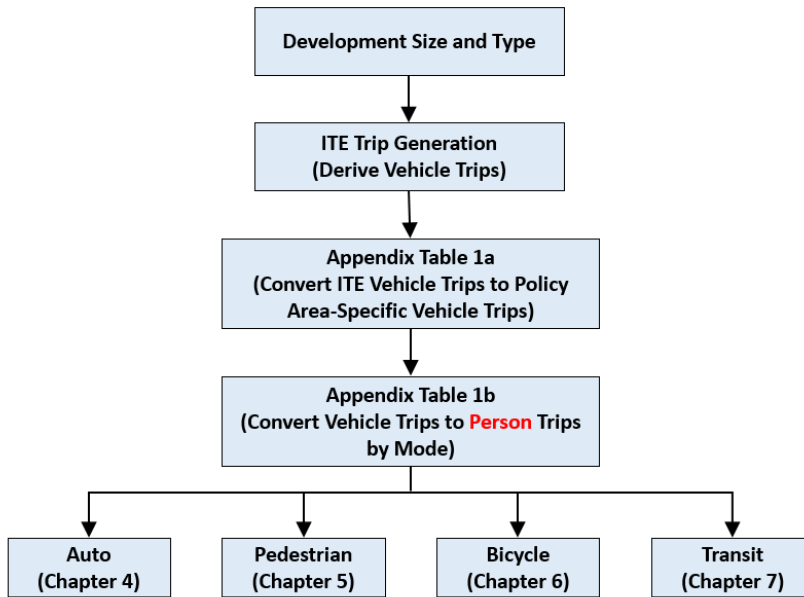 Development Size and Type
ITE Trip Generation
(Derive Vehicle Trips)
Appendix Table 1a
(Convert ITE Vehicle Trips to Policy
Area-Specific Vehicle Trips)
Appendix Table 1b
(Convert Vehicle Trips to Person Trips
by Mode)
Auto
(Chapter 4)
Pedestrian
(Chapter 5)
Bicycle
(Chapter 6)
Transit
(Chapter 7)